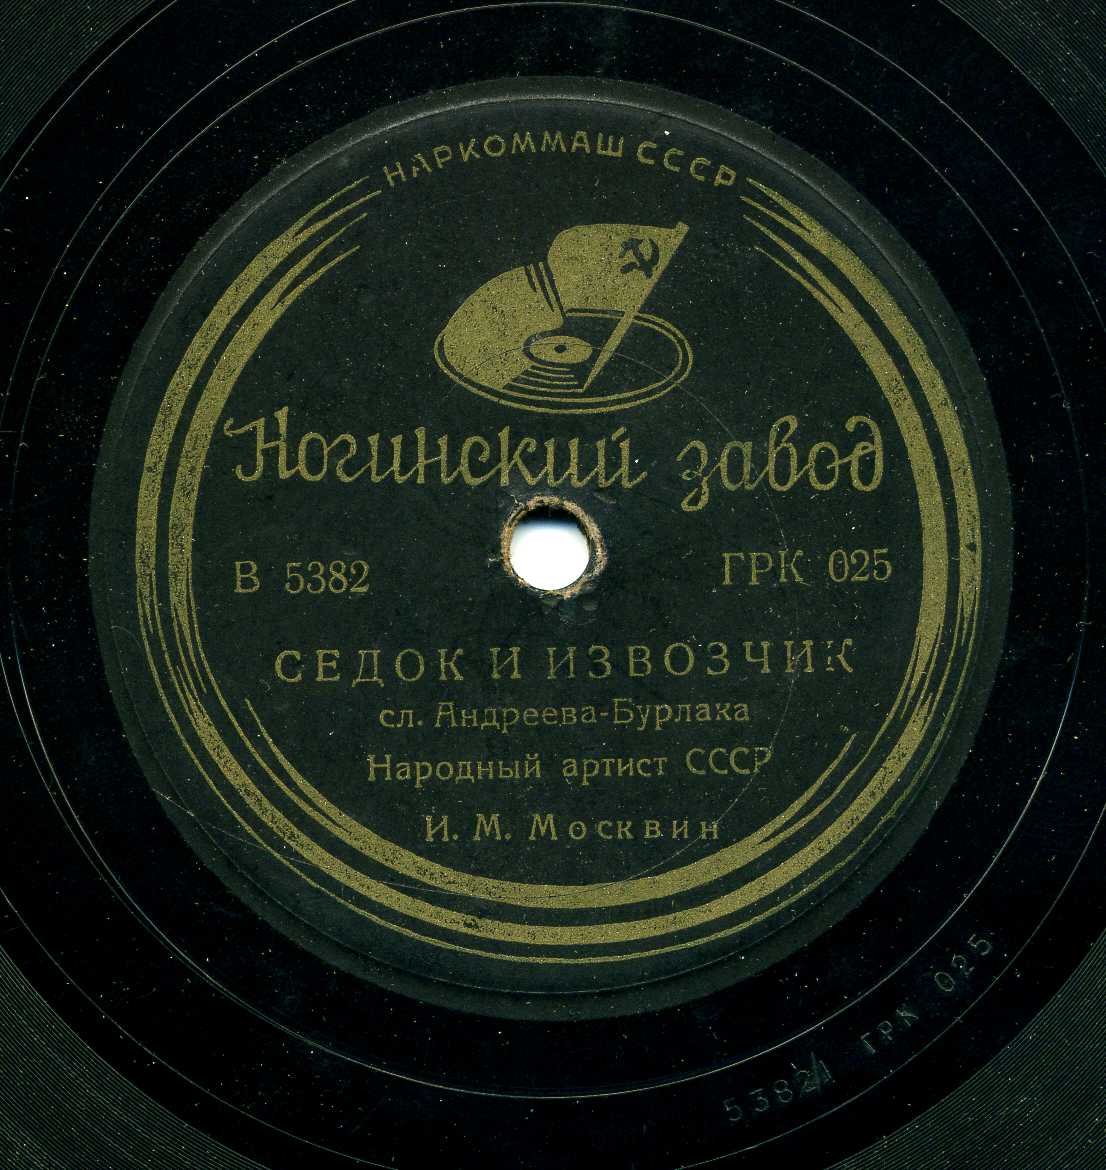 НАРКОММАШ СССР
Ногинский завод
В 5382 ГРК 025
СЕДОК И ИЗВОЗЧИК
сл. Андреева-Бурлака
Народный артист СССР
И. М. Москвин
5382/1 ГРК 025